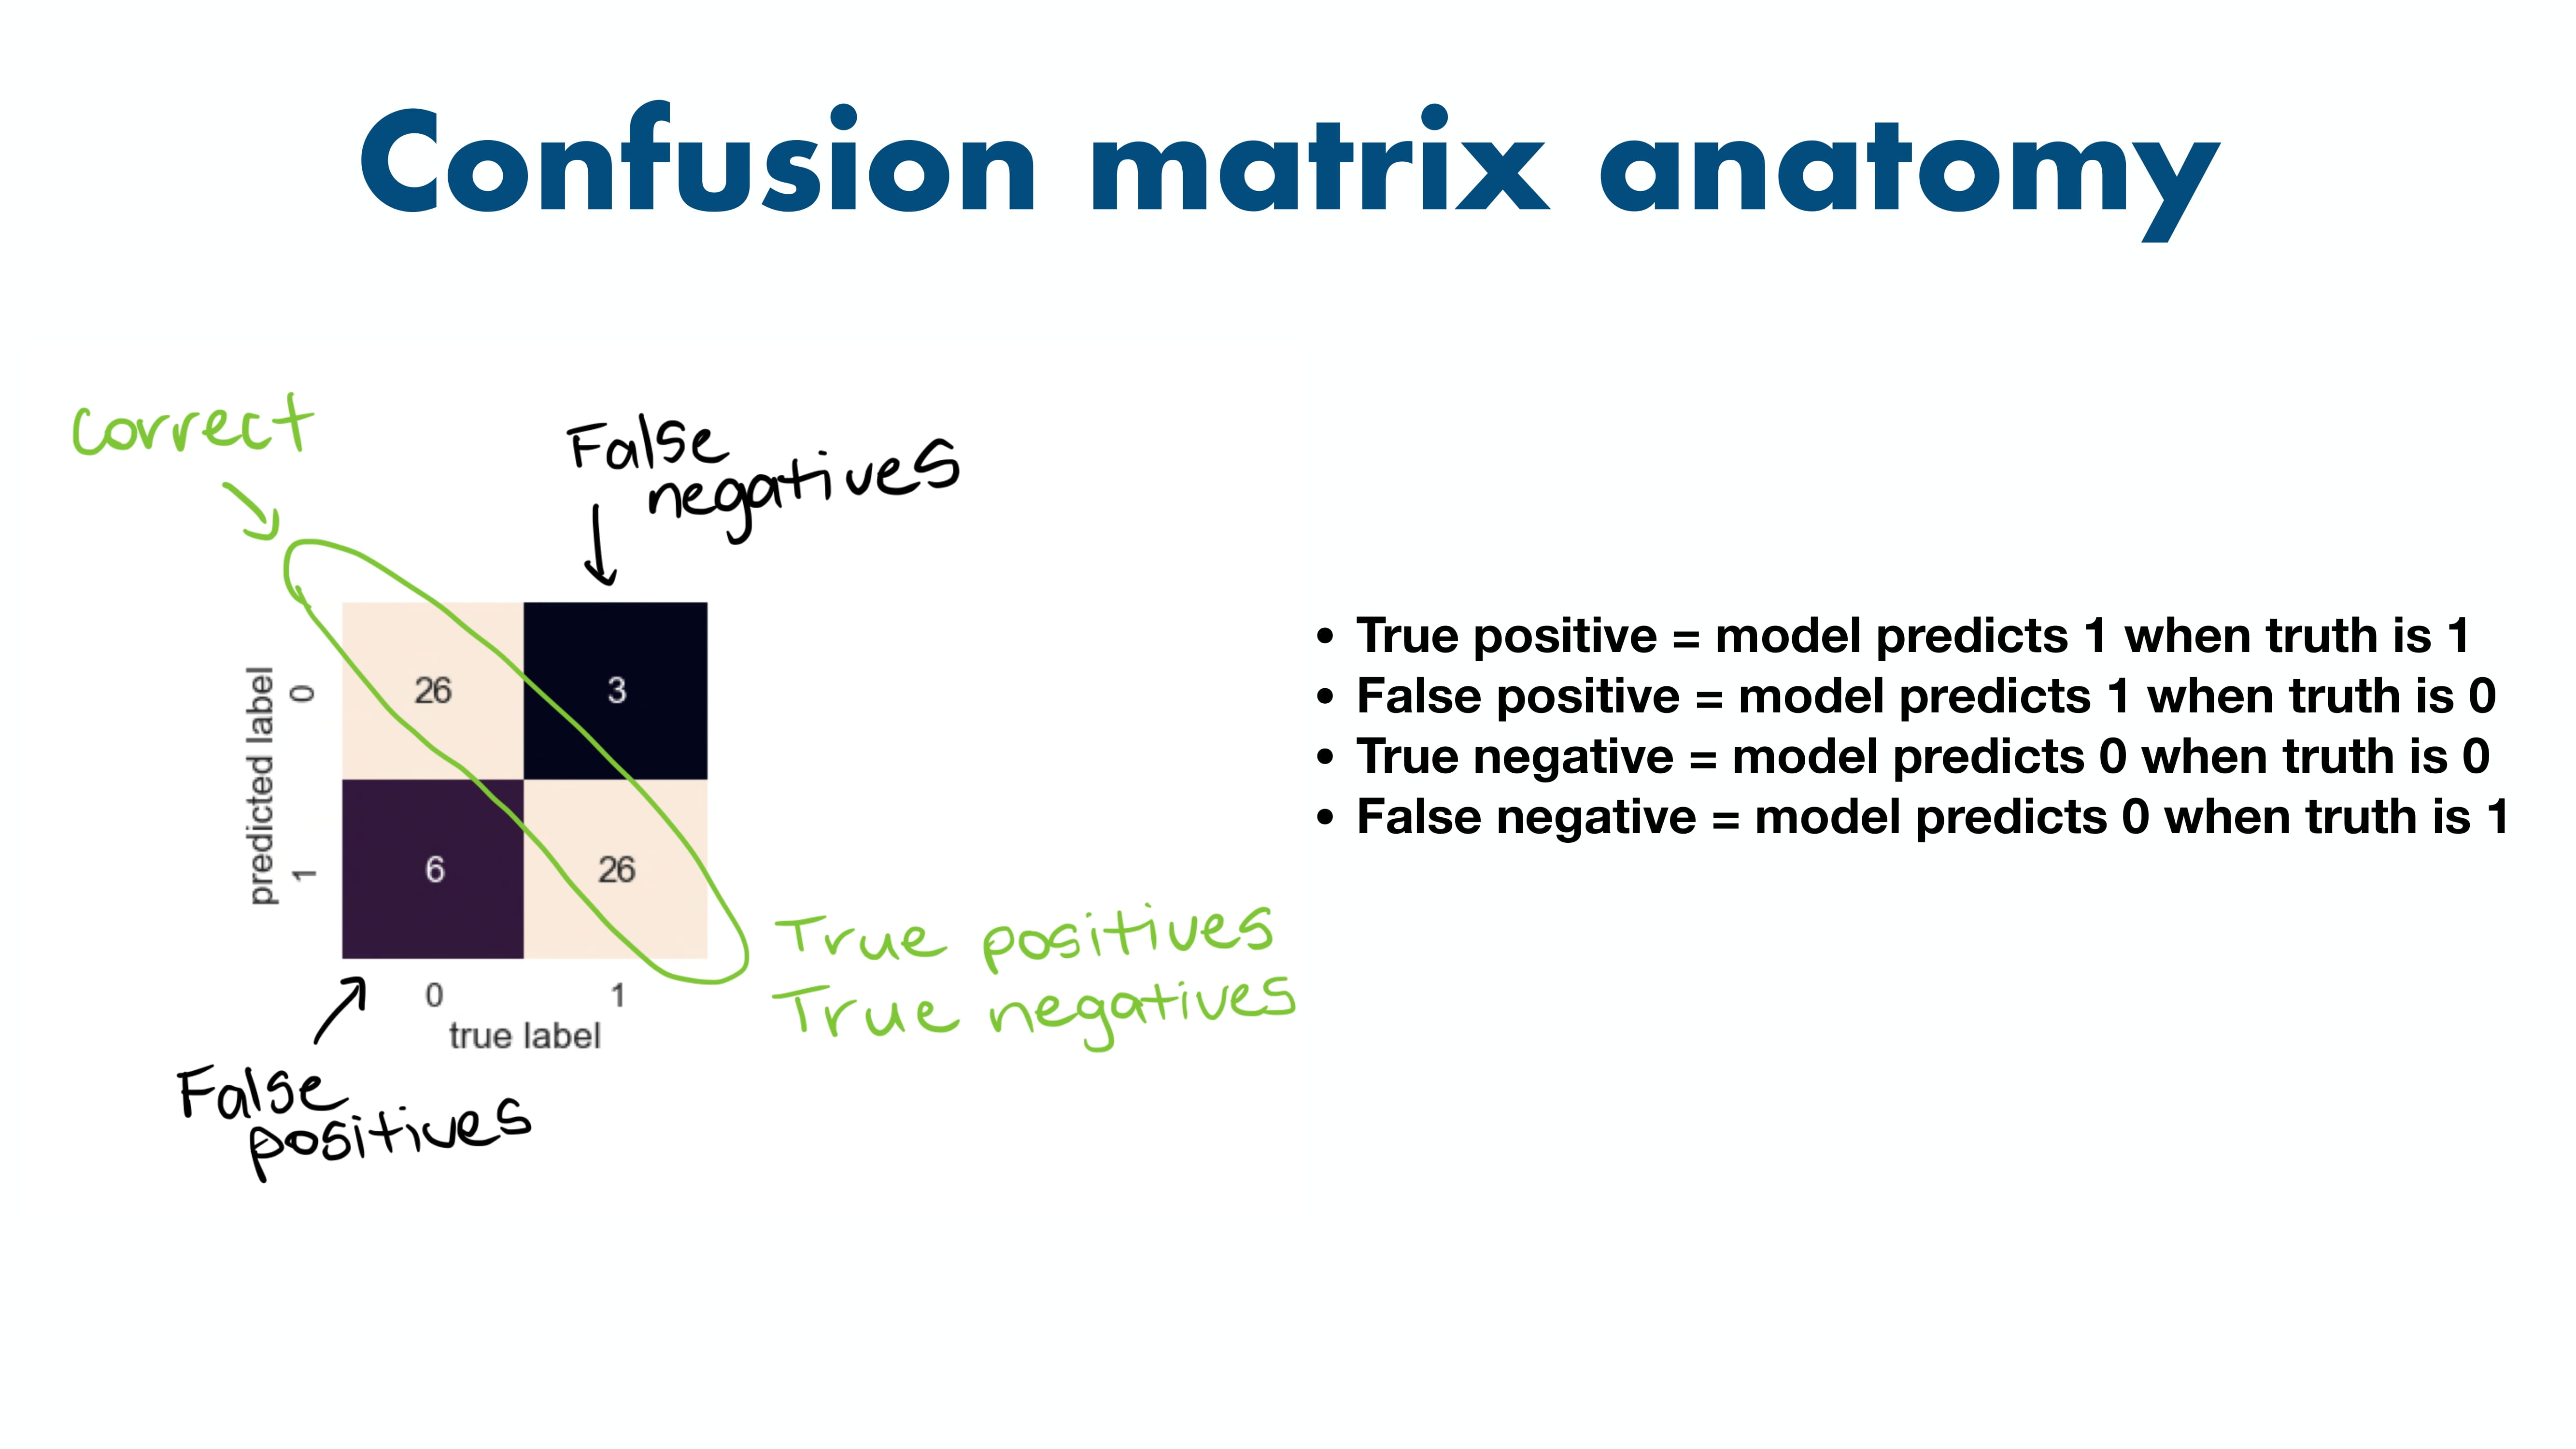 Confusion matrix anatomy
correct
False
negatives
predicted label
0
1
26
3
6
26
0
1
true label
True positives
True negatives
False
positives
• True positive = model predicts 1 when truth is 1
• False positive = model predicts 1 when truth is 0
• True negative = model predicts 0 when truth is 0
• False negative = model predicts 0 when truth is 1